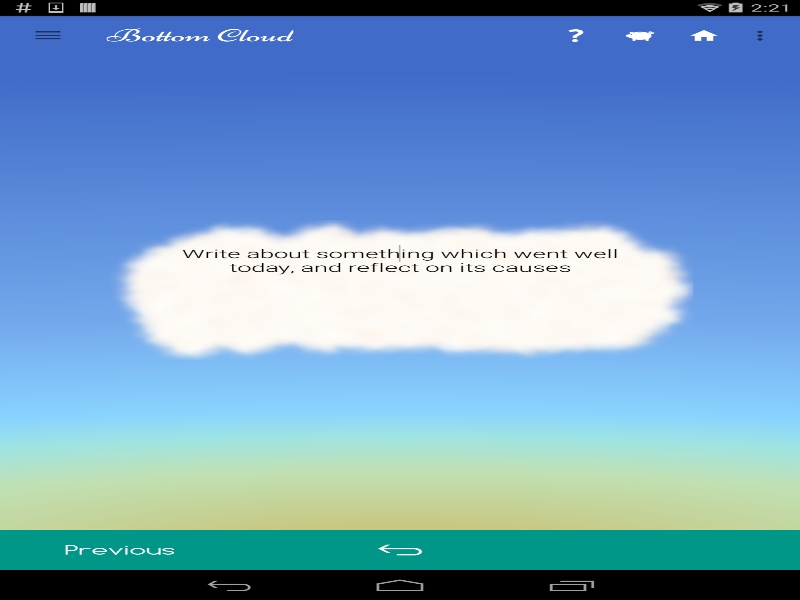 # 2:21
Bottom Cloud ?
Write about something which went well
today, and reflect on its causes
Previous